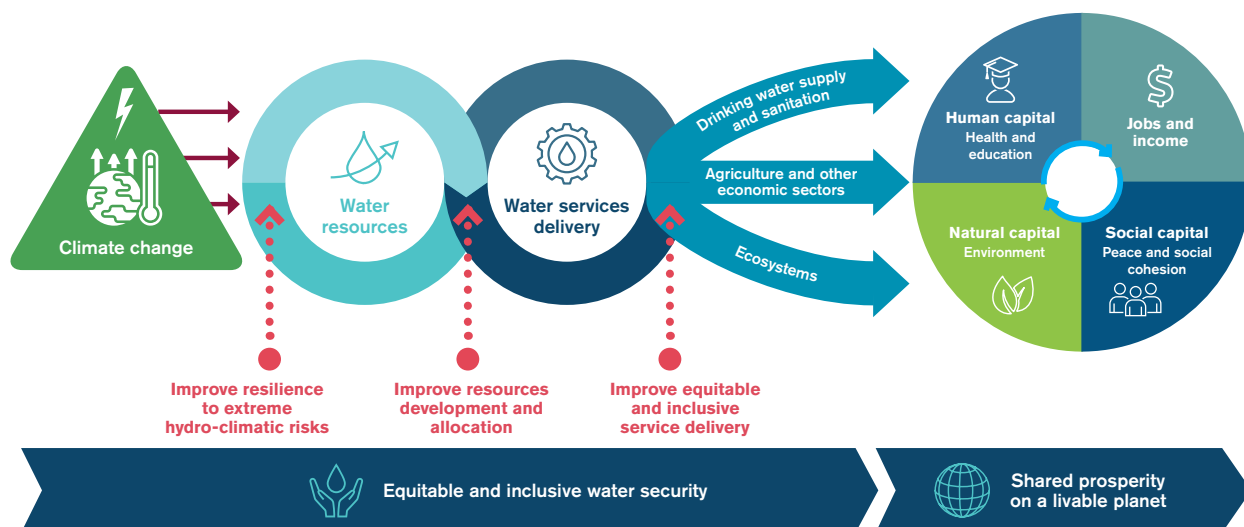 Climate change
Water
resources
Water services
delivery
Drinking water supply
and sanitation
Agriculture and other
economic sectors
Ecosystems
Human capital
Health and
education
Jobs and
income
Natural capital
Environment
Social capital
Peace and social
cohesion
Improve resilience
to extreme
hydro-climatic risks
Improve resources
development and
allocation
Improve equitable
and inclusive
service delivery
Equitable and inclusive water security
Shared prosperity
on a livable planet